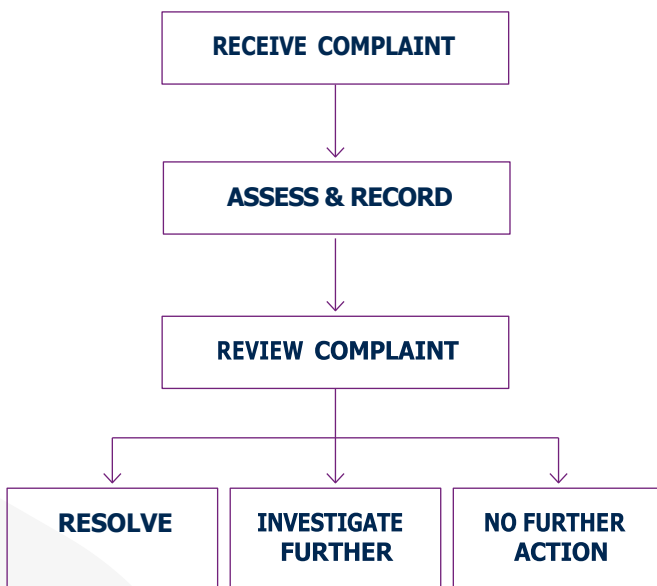 RECEIVE COMPLAINT
ASSESS & RECORD
REVIEW COMPLAINT
RESOLVE
INVESTIGATE
FURTHER
NO FURTHER
ACTION